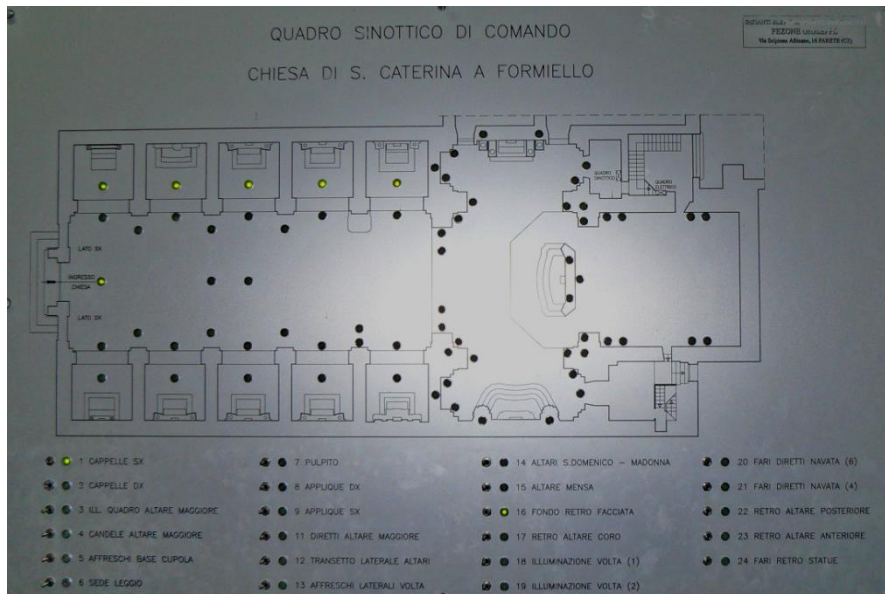 QUADRO SINOTTICO DI COMANDO
CHIESA DI S. CATERINA A FORMIELLO
PEZONE
QUADRO
SINOTTICO
QUADRO
ELETTRICO
LATO SX
INGRESSO
CHIESA
LATO DX
1 CAPPELLE SX
2 CAPPELLE DX
3 ILL. QUADRO ALTARE MAGGIORE
4 CANDELE ALTARE MAGGIORE
5 AFFRESCHI BASE CUPOLA
6 SEDE LEGGIO
7 PULPITO
8 APPLIQUE DX
9 APPLIQUE SX
11 DIRETTI ALTARE MAGGIORE
12 TRANSETTO LATERALE ALTARI
13 AFFRESCHI LATERALI VOLTA
14 ALTARI S.DOMENICO - MADONNA
15 ALTARE MENSA
16 FONDO RETRO FACCIATA
17 RETRO ALTARE CORO
18 ILLUMINAZIONE VOLTA (1)
19 ILLUMINAZIONE VOLTA (2)
20 FARI DIRETTI NAVATA (6)
21 FARI DIRETTI NAVATA (4)
22 RETRO ALTARE POSTERIORE
23 RETRO ALTARE ANTERIORE
24 FARI RETRO STATUE